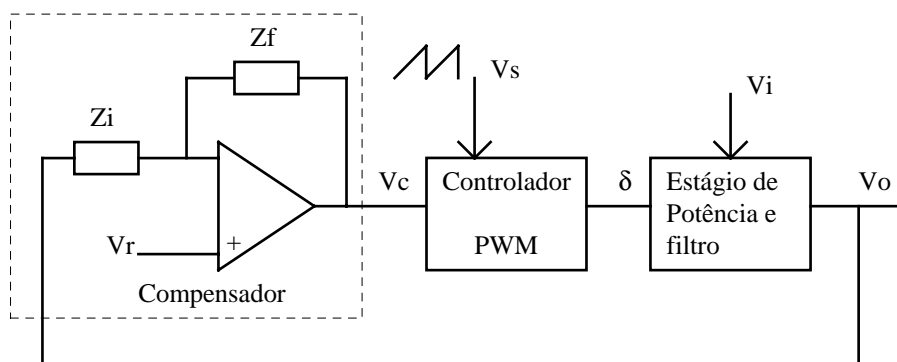 Zf
Vs
Vi
Zi
Vc
Controlador
PWM
δ
Estágio de
Potência e
filtro
Vo
Vr
+
Compensador